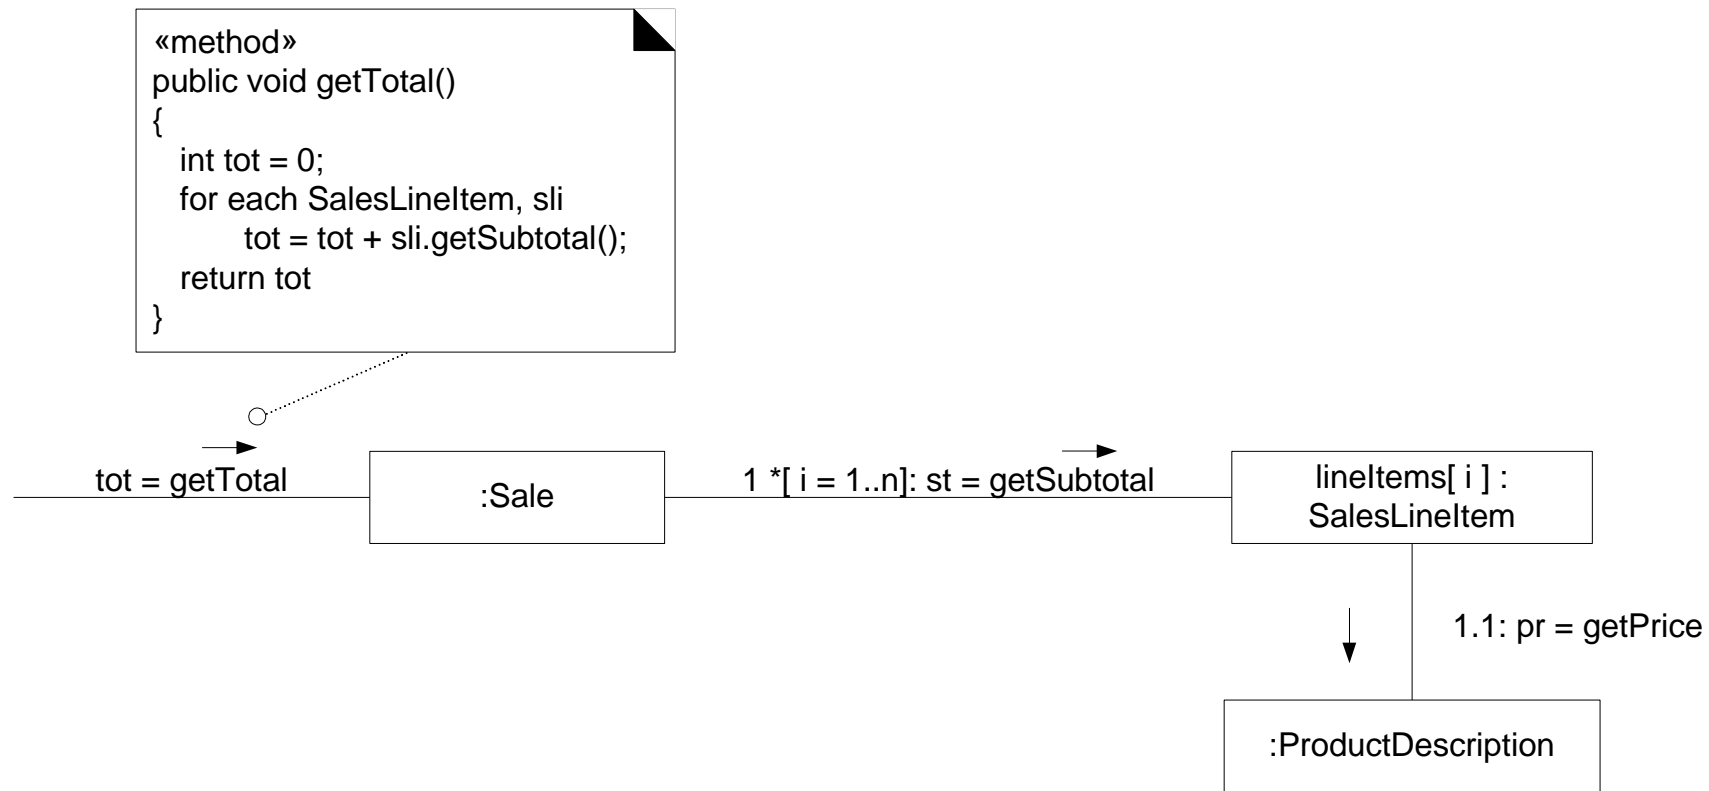 «method»
public void getTotal()
{
int tot = 0;
for each SalesLineItem, sli
tot = tot + sli.getSubtotal();
return tot
}
tot = getTotal
:Sale
1 *[ i = 1..n]: st = getSubtotal
lineItems[ i ] :
SalesLineItem
1.1: pr = getPrice
:ProductDescription